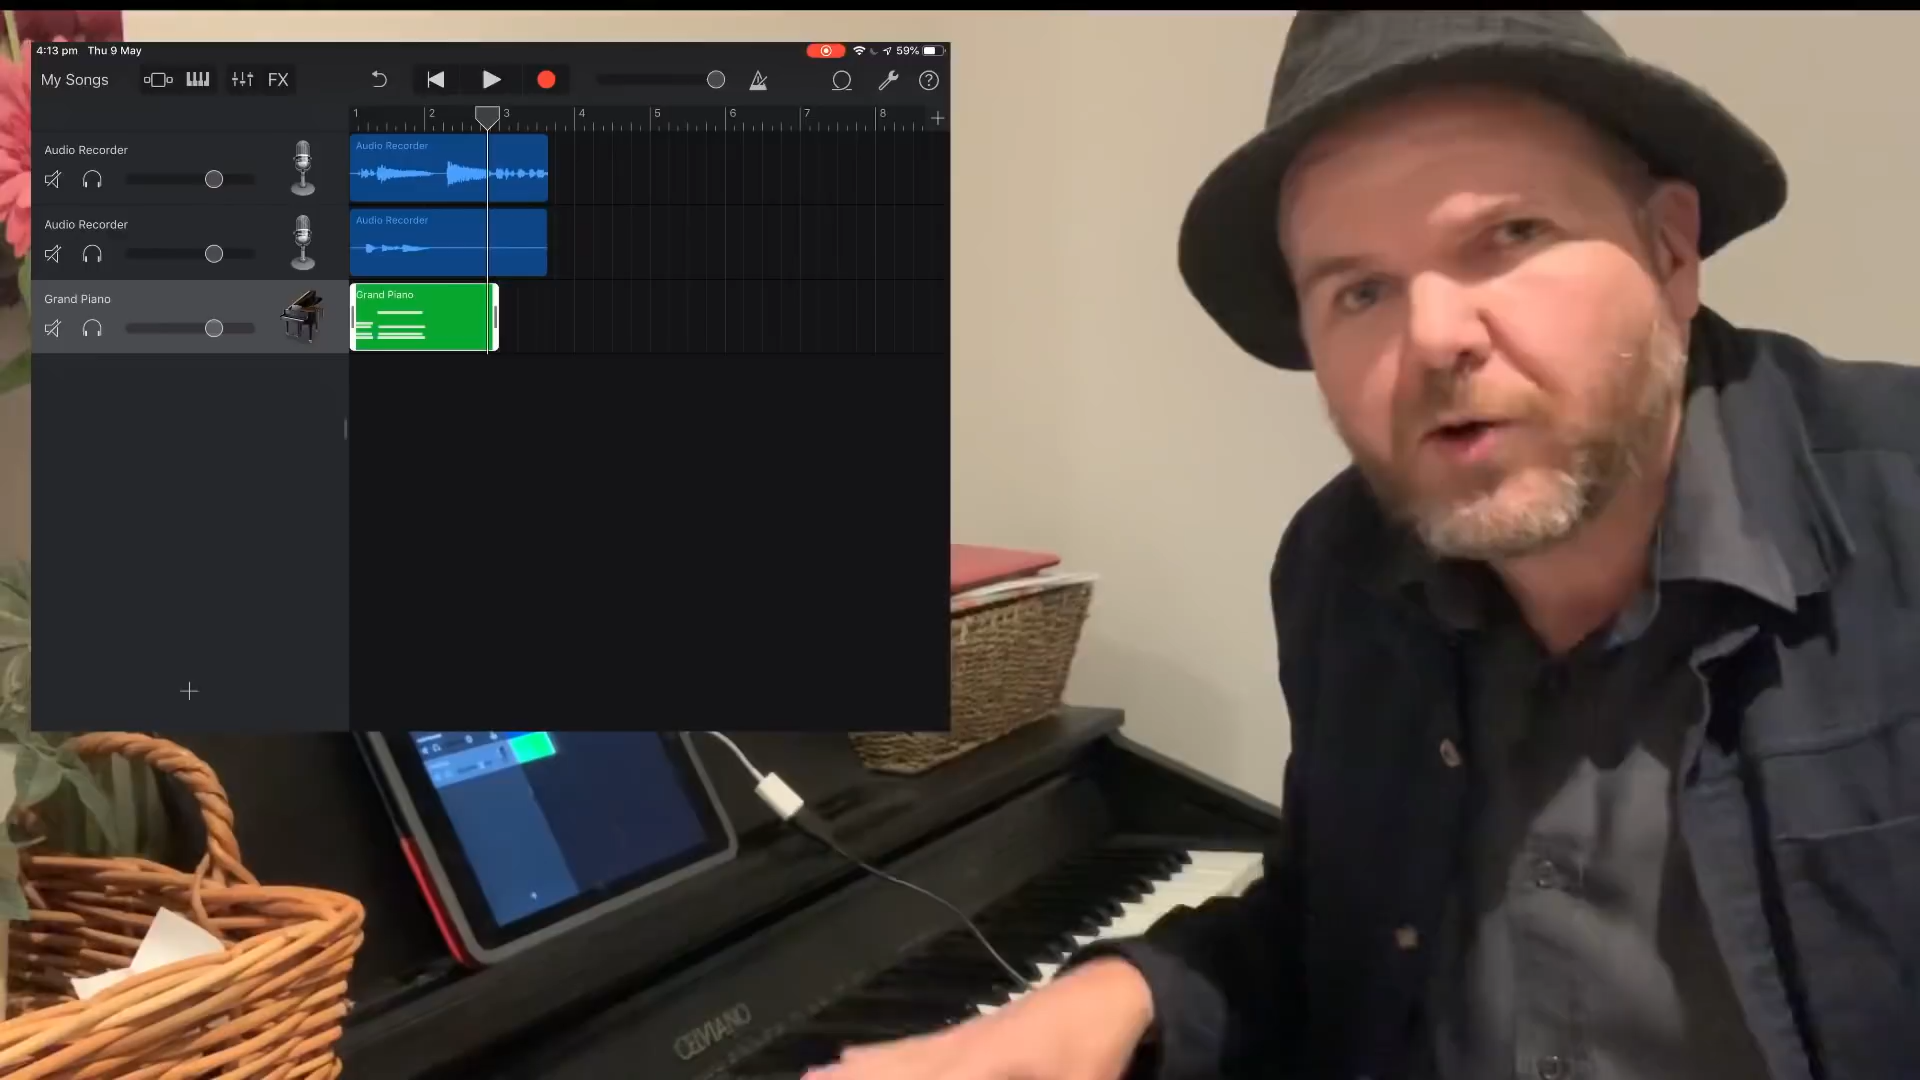 4:13 pm Thu 9 May
59%
My Songs
FX
1 2 3 4 5 6 7 8
Audio Recorder
Audio Recorder
Audio Recorder
Audio Recorder
Grand Piano
Grand Piano
CELVIANO